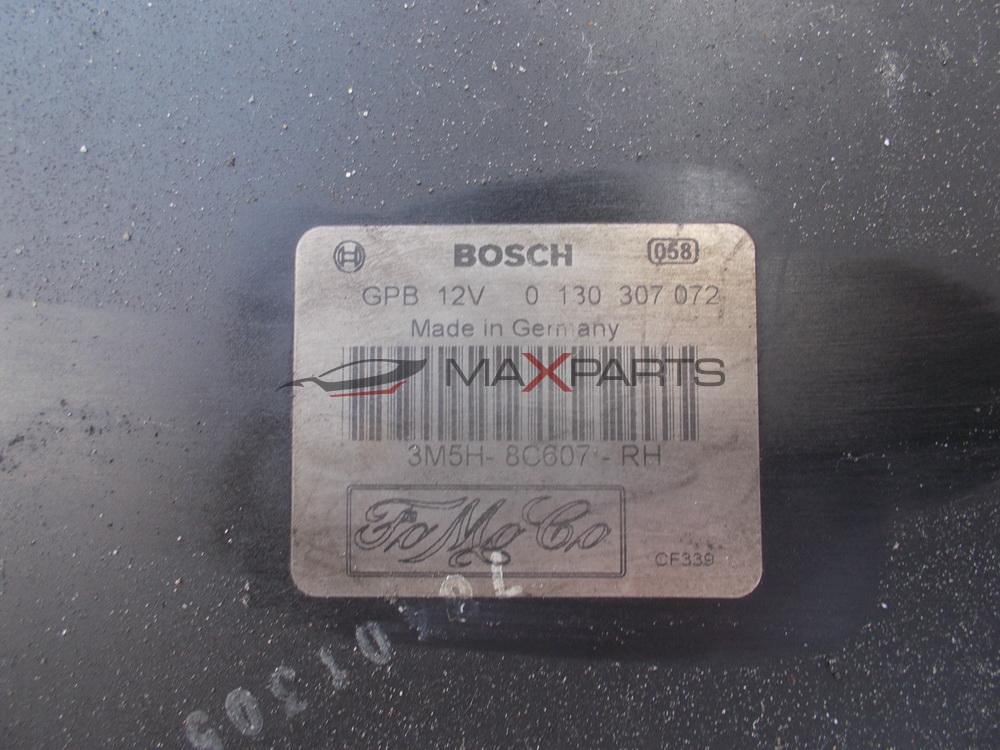 BOSCH 058
GPB 12V 0 130 307 072
Made in Germany
MAXPARTS
3M5H- 8C607 - RH
FoMoCo
CF339